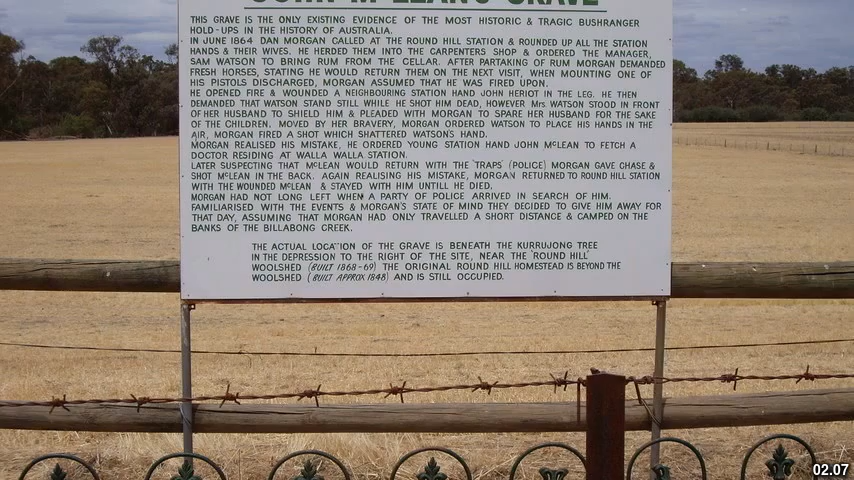 THIS GRAVE IS THE ONLY EXISTING EVIDENCE OF THE MOST HISTORIC & TRAGIC BUSHRANGER
HOLD-UPS IN THE HISTORY OF AUSTRALIA.
IN JUNE 1864 DAN MORGAN CALLED AT THE ROUND HILL STATION & ROUNDED UP ALL THE STATION
HANDS & THEIR WIVES. HE HERDED THEM INTO THE CARPENTERS SHOP & ORDERED THE MANAGER,
SAM WATSON TO BRING RUM FROM THE CELLAR. AFTER PARTAKING OF RUM MORGAN DEMANDED
FRESH HORSES, STATING HE WOULD RETURN THEM ON THE NEXT VISIT, WHEN MOUNTING ONE OF
HIS PISTOLS DISCHARGED, MORGAN ASSUMED THAT HE WAS FIRED UPON.
HE OPENED FIRE & WOUNDED A NEIGHBOURING STATION HAND JOHN HERIOT IN THE LEG. HE THEN
DEMANDED THAT WATSON STAND STILL WHILE HE SHOT HIM DEAD, HOWEVER Mrs WATSON STOOD IN FRONT
OF HER HUSBAND TO SHIELD HIM & PLEADED WITH MORGAN TO SPARE HER HUSBAND FOR THE SAKE
OF THE CHILDREN. MOVED BY HER BRAVERY, MORGAN ORDERED WATSON TO PLACE HIS HANDS IN THE
AIR, MORGAN FIRED A SHOT WHICH SHATTERED WATSON'S HAND.
MORGAN REALISED HIS MISTAKE, HE ORDERED YOUNG STATION HAND JOHN McLEAN TO FETCH A
DOCTOR RESIDING AT WALLA WALLA STATION.
LATER SUSPECTING THAT McLEAN WOULD RETURN WITH THE 'TRAPS' (POLICE) MORGAN GAVE CHASE &
SHOT McLEAN IN THE BACK. AGAIN REALISING HIS MISTAKE, MORGAN RETURNED TO ROUND HILL STATION
WITH THE WOUNDED McLEAN & STAYED WITH HIM UNTILL HE DIED.
MORGAN HAD NOT LONG LEFT WHEN A PARTY OF POLICE ARRIVED IN SEARCH OF HIM.
FAMILIARISED WITH THE EVENTS & MORGAN'S STATE OF MIND THEY DECIDED TO GIVE HIM AWAY FOR
THAT DAY, ASSUMING THAT MORGAN HAD ONLY TRAVELLED A SHORT DISTANCE & CAMPED ON THE
BANKS OF THE BILLABONG CREEK.
THE ACTUAL LOCATION OF THE GRAVE IS BENEATH THE KURRUJONG TREE
IN THE DEPRESSION TO THE RIGHT OF THE SITE, NEAR THE 'ROUND HILL'
WOOLSHED (BUILT 1868-69) THE ORIGINAL ROUND HILL HOMESTEAD IS BEYOND THE
WOOLSHED (BUILT APPROX 1848) AND IS STILL OCCUPIED.
02.07